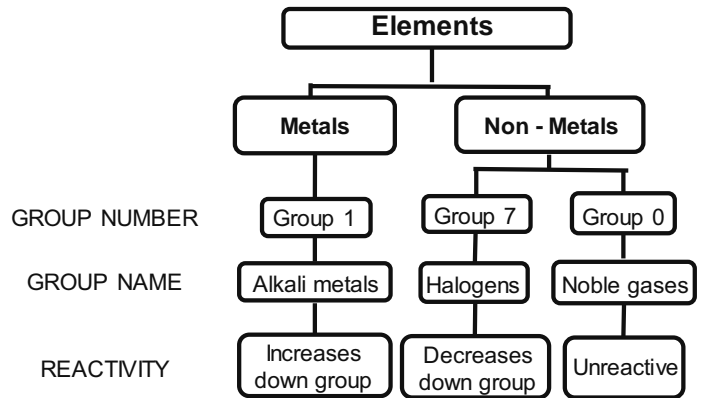 Elements
Metals
Non - Metals
GROUP NUMBER
Group 1
Group 7
Group 0
GROUP NAME
Alkali metals
Halogens
Noble gases
REACTIVITY
Increases
down group
Decreases
down group
Unreactive